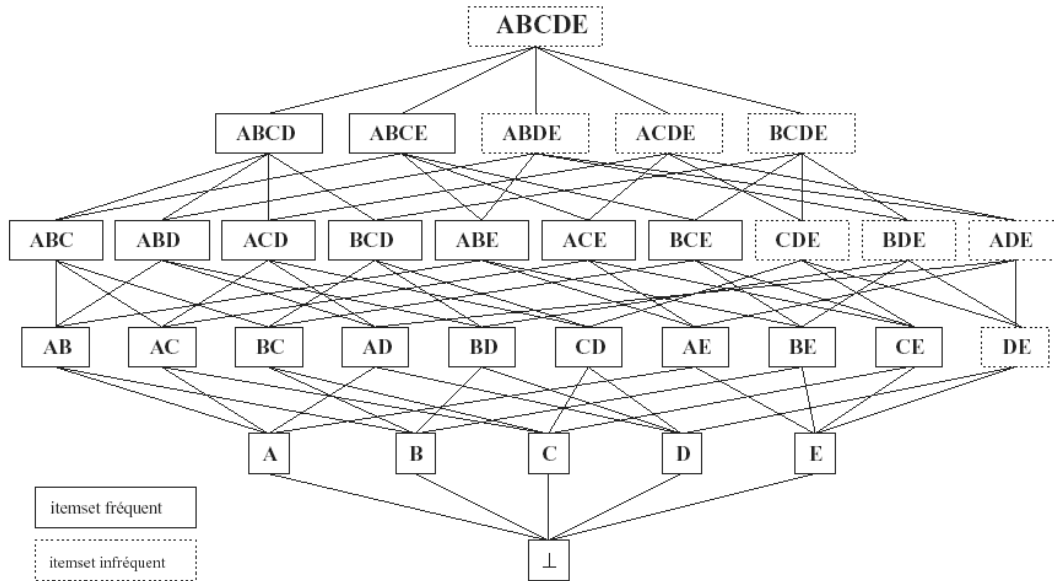 ABCDE
ABCD ABCE ABDE ACDE BCDE
ABC ABD ACD BCD ABE ACE BCE CDE BDE ADE
AB AC BC AD BD CD AE BE CE DE
A B C D E
⊥
itemset fréquent
itemset infréquent